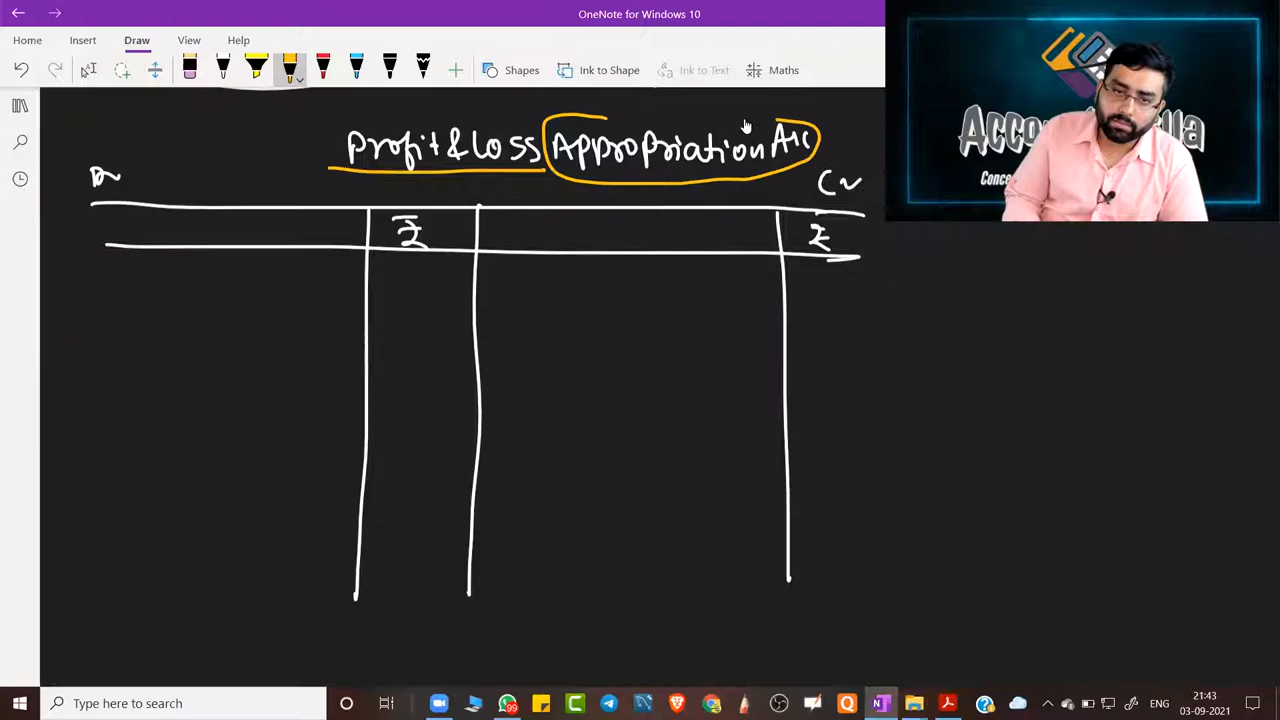 OneNote for Windows 10
Home Insert Draw View Help
Shapes Ink to Shape Ink to Text Maths
Profit & Loss Appropriation A/c
Dr Cr
₹ ₹
Type here to search
99
ENG
21:43
03-09-2021